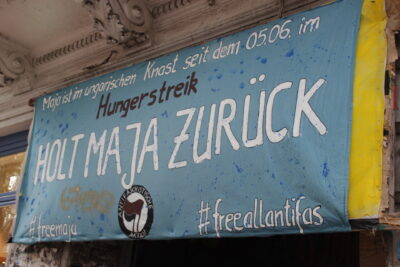 Maja ist im ungarischen Knast seit dem 05.06. im
Hungerstreik
HOLT MAJA ZURÜCK
#freemaja
#freeallantifas